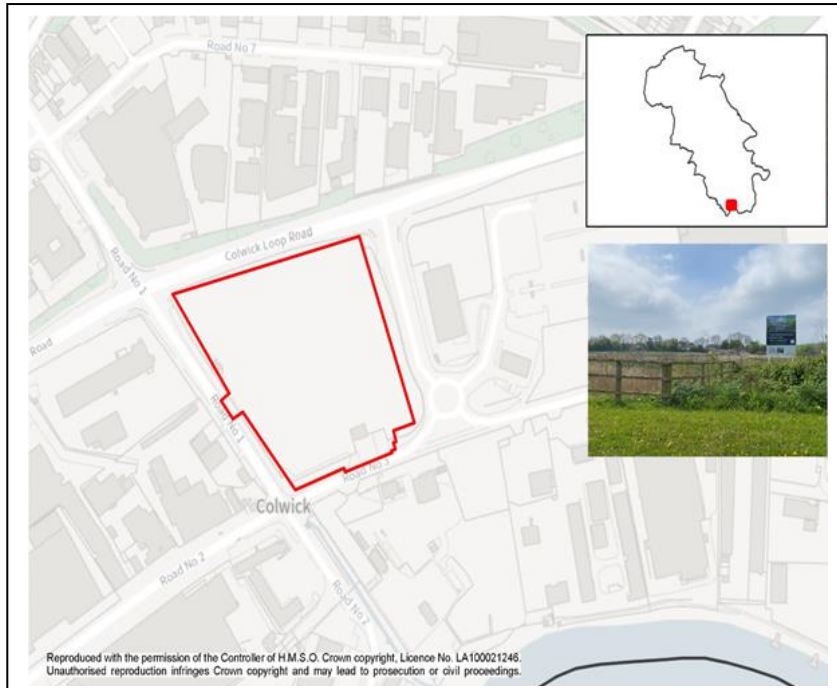 Road No 7
Colwick Loop Road
Road No 1
Road
Road No 1
Road No 3
Colwick
Road No 2
Road No 2
Reproduced with the permission of the Controller of H.M.S.O. Crown copyright, Licence No. LA100021246.
Unauthorised reproduction infringes Crown copyright and may lead to prosecution or civil proceedings.